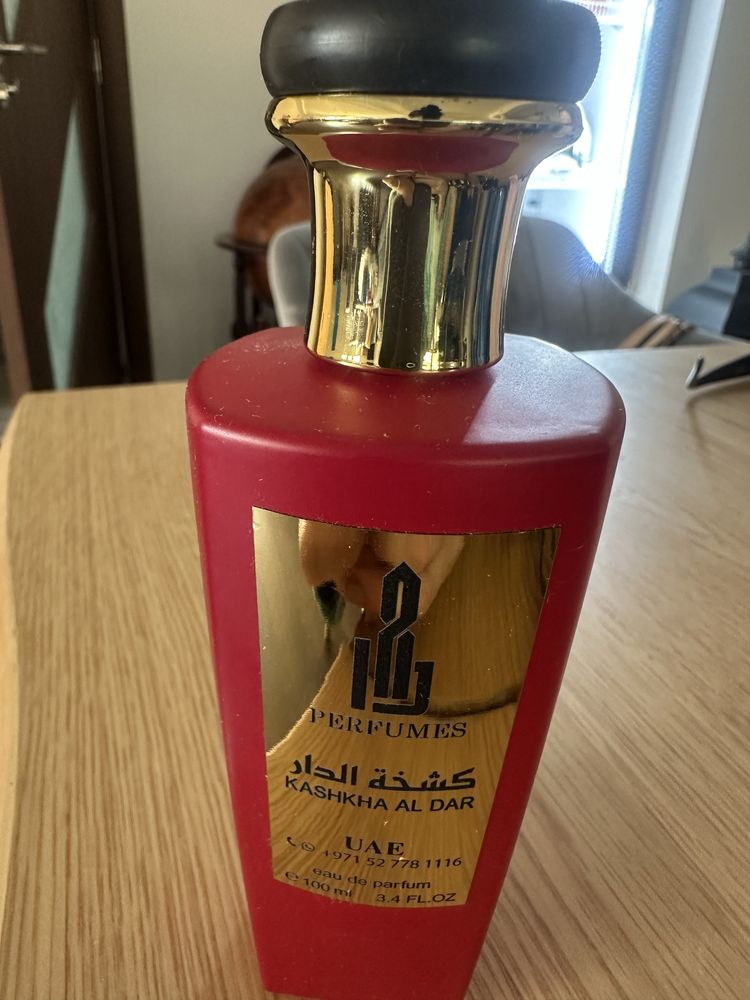 PERFUMES
كشخة الدار
KASHKHA AL DAR
UAE
+971 52 778 1116
eau de parfum
℮ 100 ml 3.4 FL.OZ